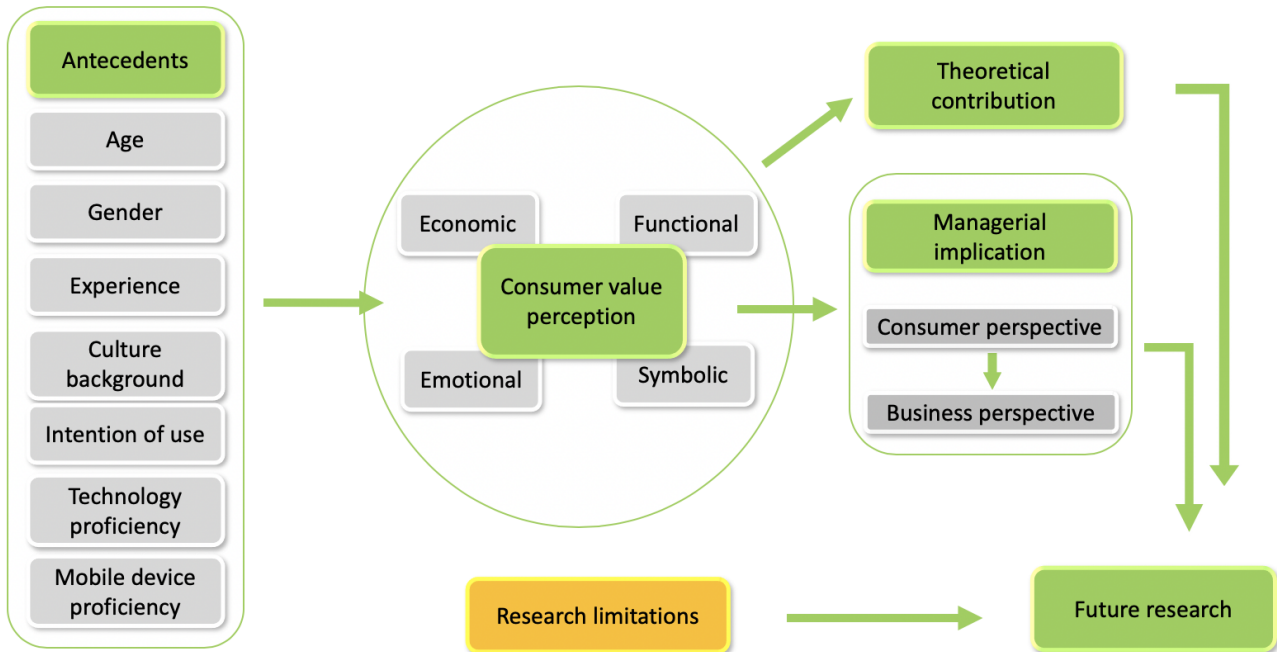 Antecedents
Age
Gender
Experience
Culture
background
Intention of use
Technology
proficiency
Mobile device
proficiency
Economic
Functional
Consumer value
perception
Emotional
Symbolic
Theoretical
contribution
Managerial
implication
Consumer perspective
Business perspective
Research limitations
Future research